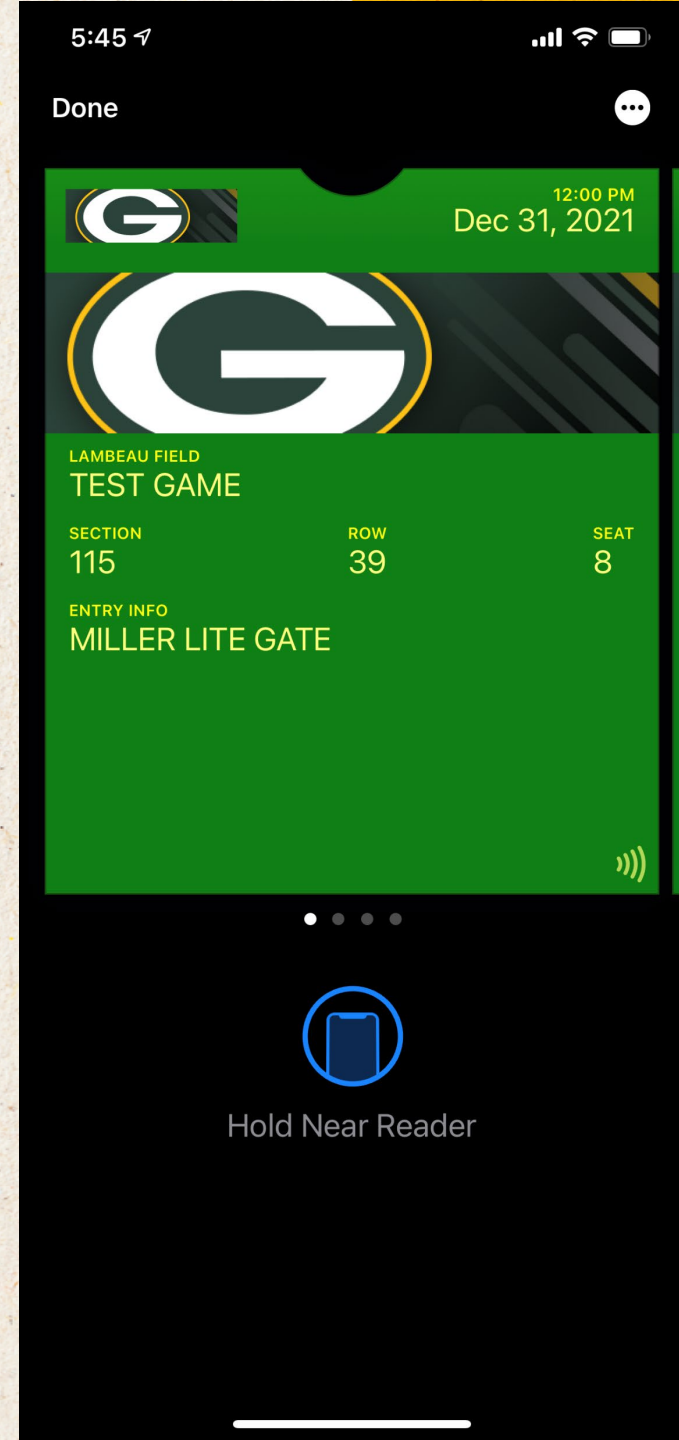 5:45
Done
12:00 PM
Dec 31, 2021
G
G
LAMBEAU FIELD
TEST GAME
SECTION ROW SEAT
115 39 8
ENTRY INFO
MILLER LITE GATE
Hold Near Reader